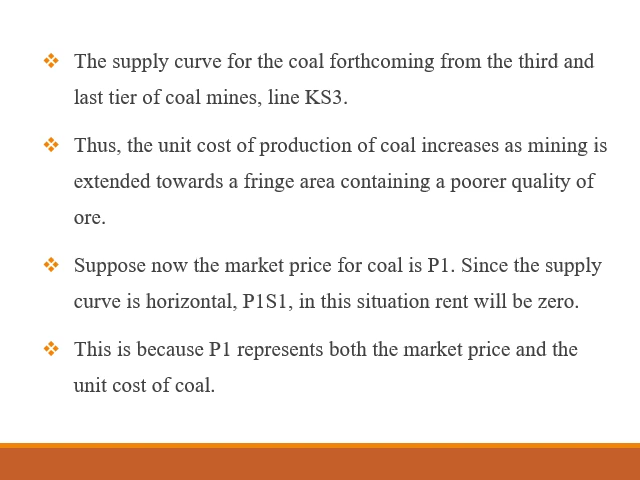 The supply curve for the coal forthcoming from the third and
last tier of coal mines, line KS3.
Thus, the unit cost of production of coal increases as mining is
extended towards a fringe area containing a poorer quality of
ore.
Suppose now the market price for coal is P1. Since the supply
curve is horizontal, P1S1, in this situation rent will be zero.
This is because P1 represents both the market price and the
unit cost of coal.